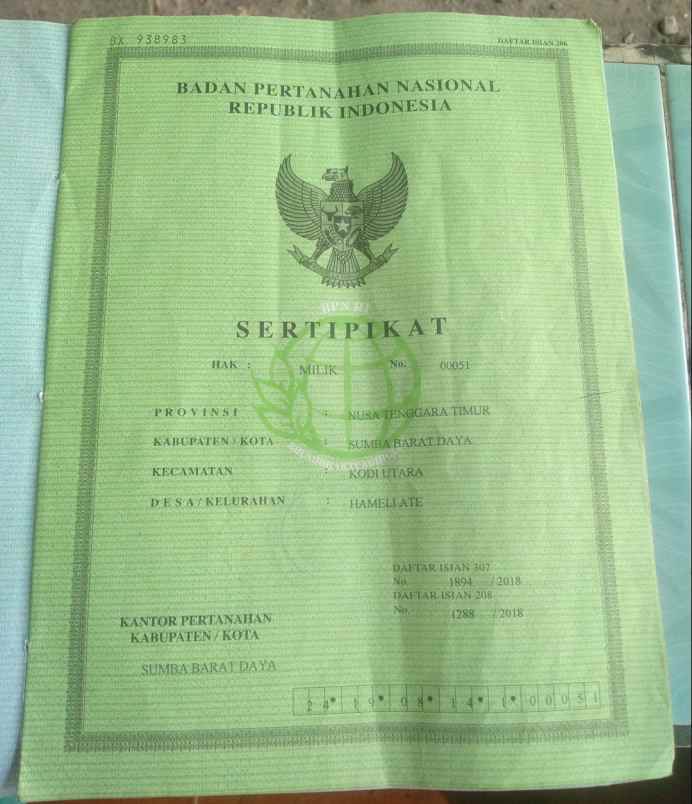 BX 938983
DAFTAR ISIAN 206
BADAN PERTANAHAN NASIONAL
REPUBLIK INDONESIA
BPN RI
SERTIPIKAT
HAK : MILIK No. 00051
PROVINSI : NUSA TENGGARA TIMUR
KABUPATEN / KOTA : SUMBA BARAT DAYA
KECAMATAN : KODI UTARA
DESA / KELURAHAN : HAMELI ATE
DAFTAR ISIAN 307
No. 1894 / 2018
DAFTAR ISIAN 208
No. 1288 / 2018
KANTOR PERTANAHAN
KABUPATEN / KOTA
SUMBA BARAT DAYA
24*19*08*14*1*00051